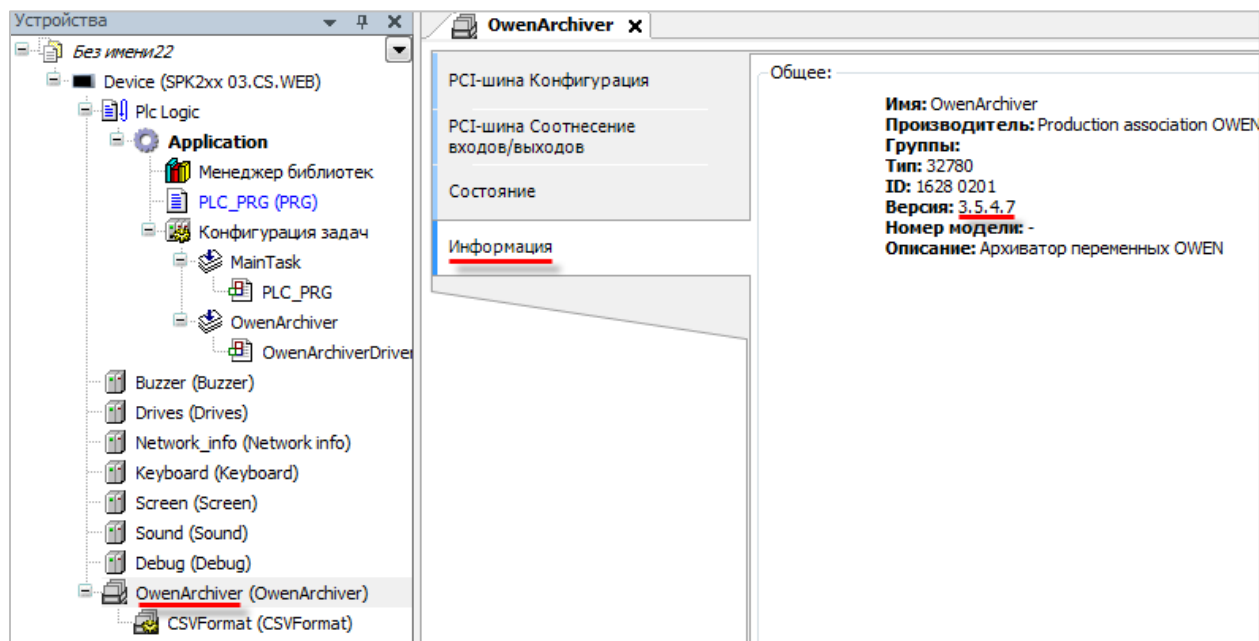 Устройства
Без имени22
Device (SPK2xx 03.CS.WEB)
Plc Logic
Application
Менеджер библиотек
PLC_PRG (PRG)
Конфигурация задач
MainTask
PLC_PRG
OwenArchiver
OwenArchiverDriver
Buzzer (Buzzer)
Drives (Drives)
Network_info (Network info)
Keyboard (Keyboard)
Screen (Screen)
Sound (Sound)
Debug (Debug)
OwenArchiver (OwenArchiver)
CSVFormat (CSVFormat)
OwenArchiver
PCI-шина Конфигурация
PCI-шина Соотнесение
входов/выходов
Состояние
Информация
Общее:
Имя: OwenArchiver
Производитель: Production association OWEN
Группы:
Тип: 32780
ID: 1628 0201
Версия: 3.5.4.7
Номер модели: -
Описание: Архиватор переменных OWEN